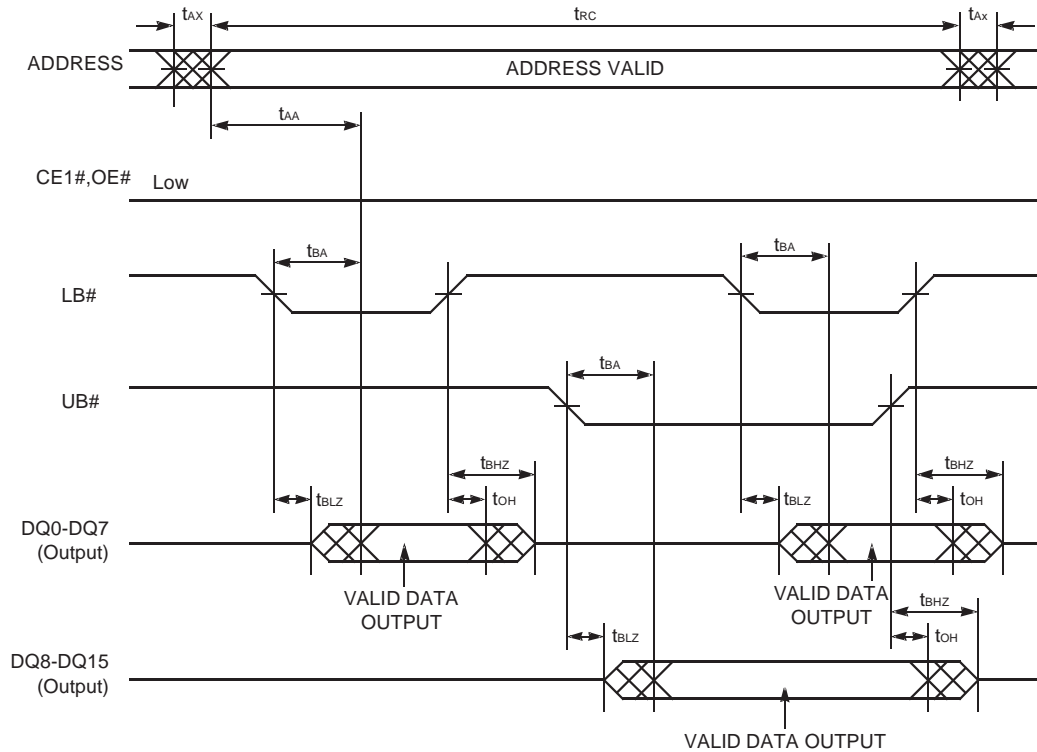 tAX tRC tAx
ADDRESS ADDRESS VALID
tAA
CE1#,OE# Low
tBA tBA
LB#
tBA
UB#
tBHZ tBHZ
tBLZ tOH tBLZ tOH
DQ0-DQ7
(Output)
VALID DATA
OUTPUT
VALID DATA
OUTPUT
tBHZ
tBLZ tOH
DQ8-DQ15
(Output)
VALID DATA OUTPUT